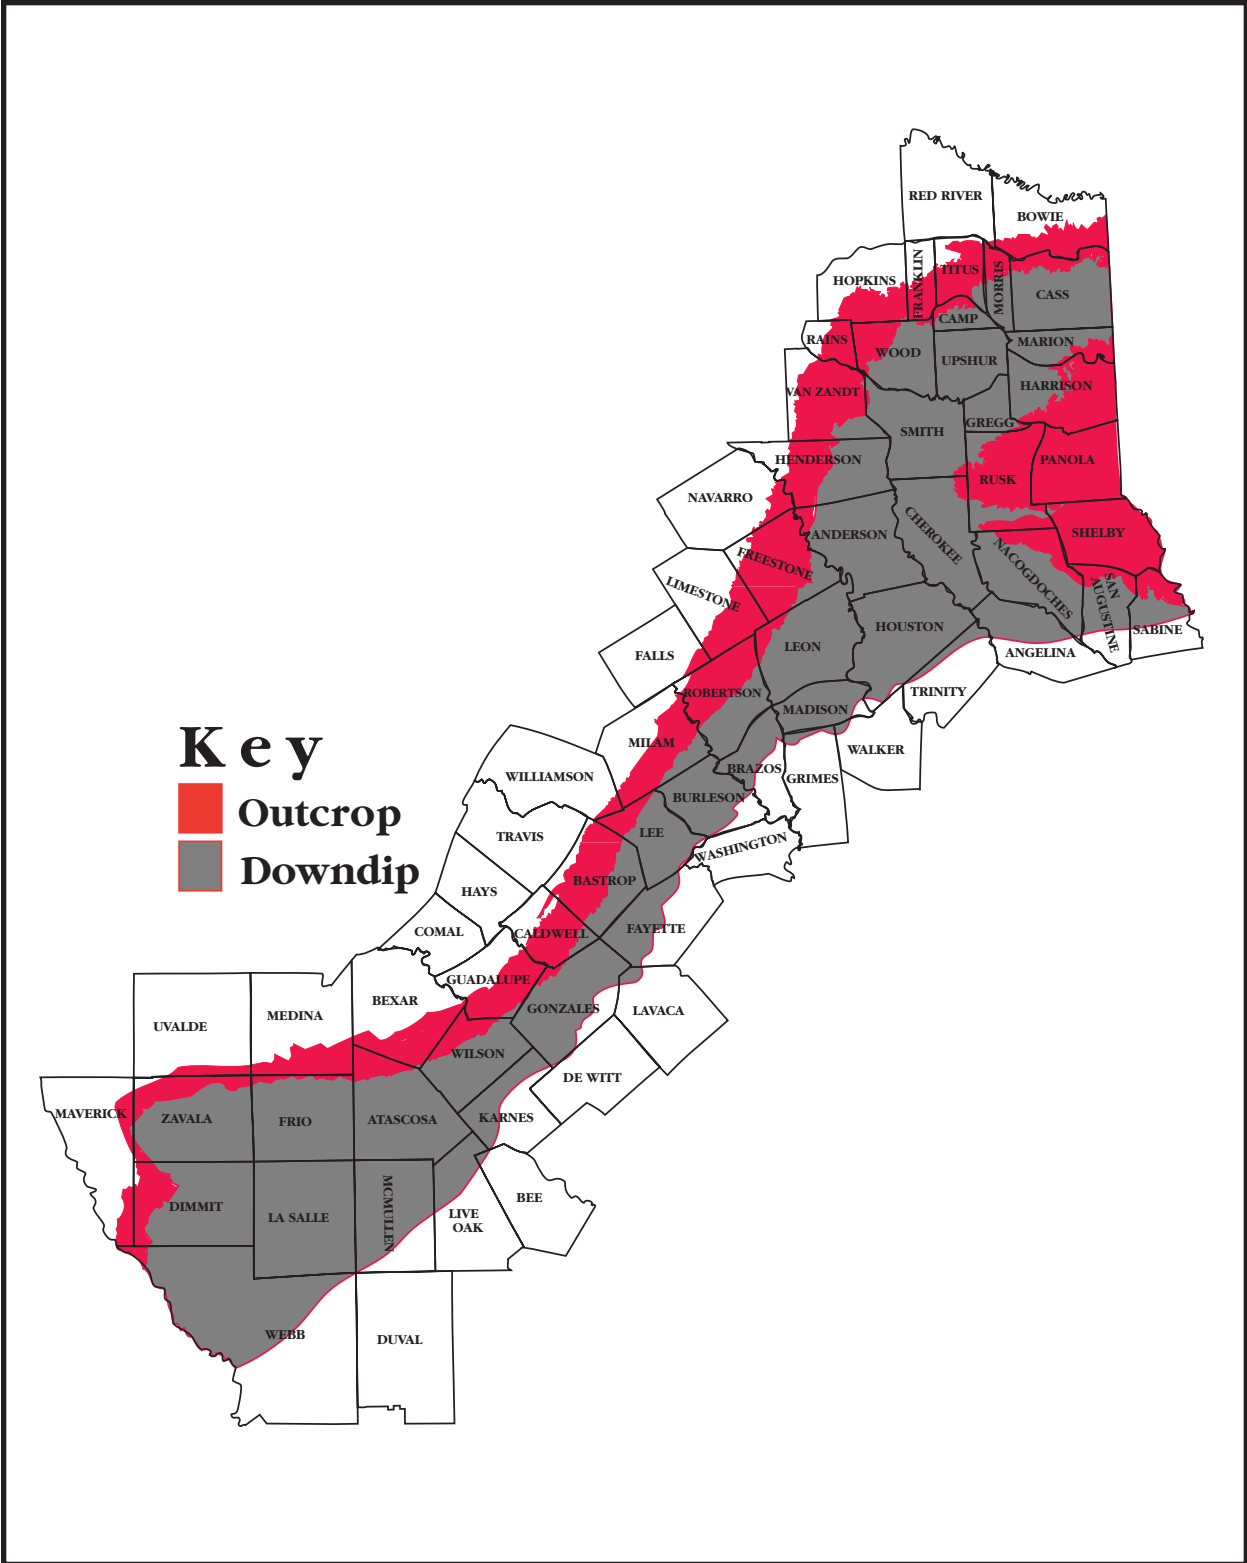 RED RIVER
BOWIE
FRANKLIN
TITUS
MORRIS
HOPKINS
CASS
CAMP
RAINS
WOOD
MARION
UPSHUR
HARRISON
VAN ZANDT
GREGG
SMITH
HENDERSON
PANOLA
RUSK
NAVARRO
SHELBY
ANDERSON
CHEROKEE
FREESTONE
NACOGDOCHES
SAN
AUGUSTINE
LIMESTONE
HOUSTON
SABINE
LEON
ANGELINA
FALLS
ROBERTSON
TRINITY
MADISON
MILAM
WALKER
Key
BRAZOS
GRIMES
WILLIAMSON
BURLESON
Outcrop
LEE
TRAVIS
WASHINGTON
Downdip
BASTROP
HAYS
FAYETTE
CALDWELL
COMAL
GUADALUPE
BEXAR
GONZALES
LAVACA
MEDINA
UVALDE
WILSON
DE WITT
MAVERICK
ZAVALA
FRIO
ATASCOSA
KARNES
DIMMIT
LA SALLE
MCMULLEN
BEE
LIVE
OAK
WEBB
DUVAL